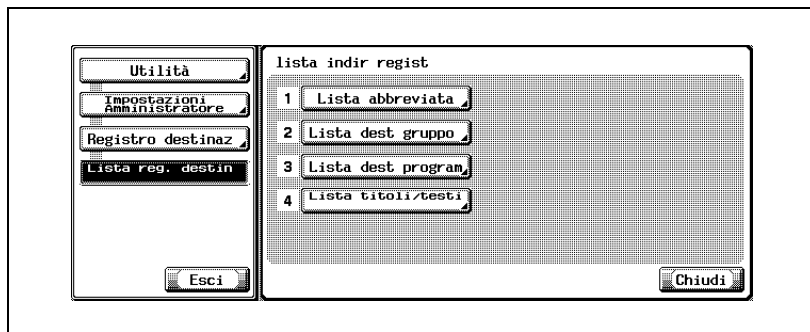 Utilità
Impostazioni
Amministratore
Registro destinaz
Lista reg. destin
Esci
lista indir regist
1 Lista abbreviata
2 Lista dest gruppo
3 Lista dest program
4 Lista titoli/testi
Chiudi